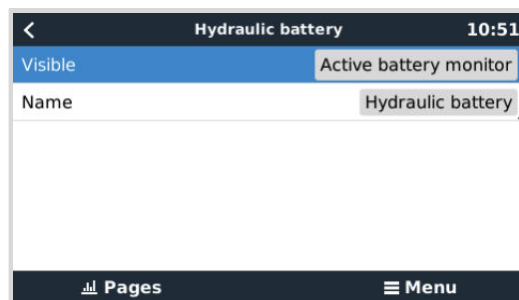 Hydraulic battery 10:51
Visible Active battery monitor
Name Hydraulic battery
Pages Menu